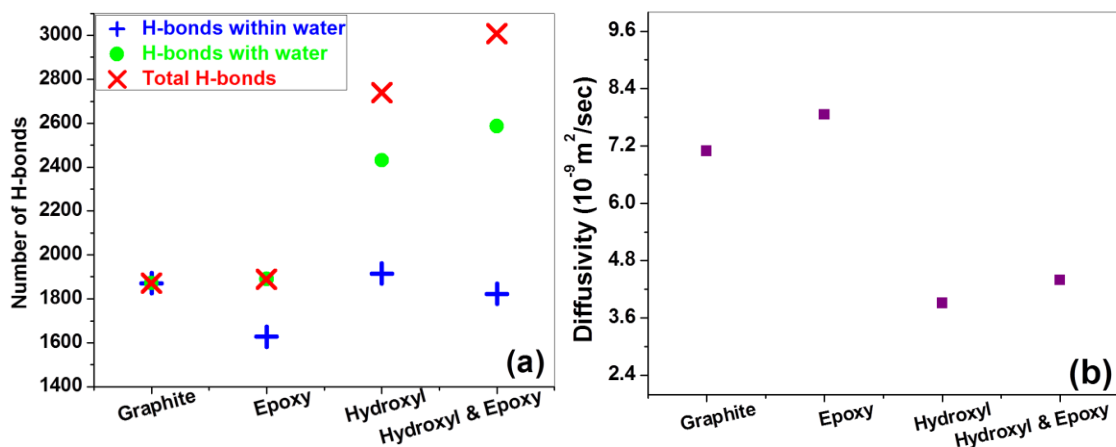 3000
2800
2600
2400
2200
2000
1800
1600
1400
Number of H-bonds
H-bonds within water
H-bonds with water
Total H-bonds
Graphite
Epoxy
Hydroxyl
Hydroxyl & Epoxy
(a)
9.6
8.4
7.2
6.0
4.8
3.6
2.4
Diffusivity (10⁻⁹m²/sec)
Graphite
Epoxy
Hydroxyl
Hydroxyl & Epoxy
(b)